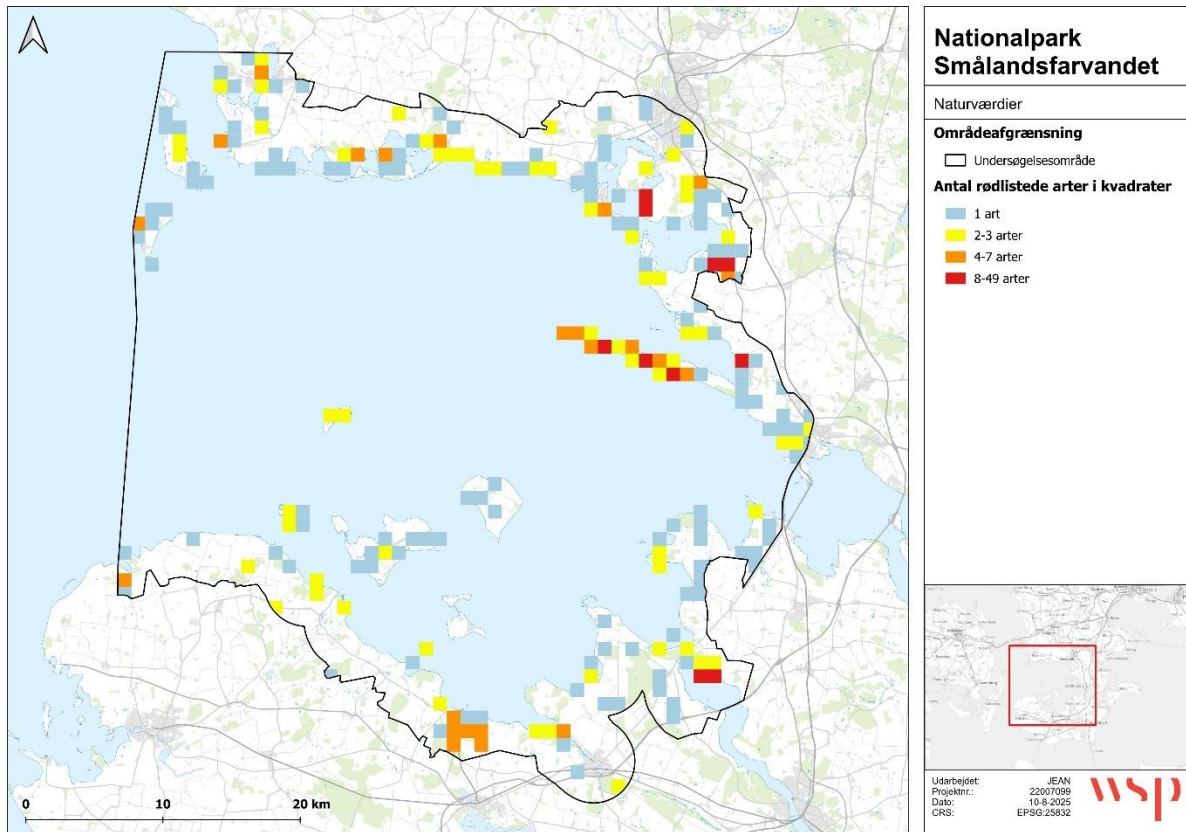 Nationalpark
Smålandsfarvandet
Naturværdier
Områdeafgrænsning
Undersøgelsesområde
Antal rødlistede arter i kvadrater
1 art
2-3 arter
4-7 arter
8-49 arter
0 10 20 km
Udarbejdet: JEAN
Projektnr.: 22007099
Dato: 10-8-2025
CRS: EPSG:25832
wsp